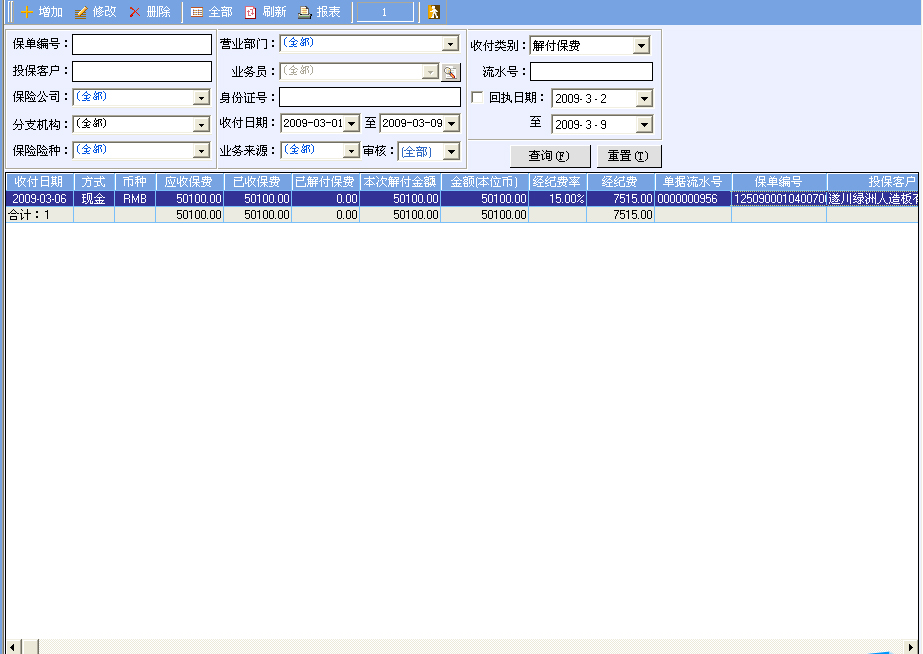 增加 修改 删除 全部 刷新 报表 1
保单编号： 营业部门： (全部) 收付类别： 解付保费
投保客户： 业务员： (全部) 流水号：
保险公司： (全部) 身份证号： 回执日期： 2009- 3 - 2
分支机构： (全部) 收付日期： 2009-03-01 至 2009-03-09 至 2009- 3 - 9
保险险种： (全部) 业务来源： (全部) 审核： (全部) 查询(F) 重置(T)
收付日期 方式 币种 应收保费 已收保费 已解付保费 本次解付金额 金额(本位币) 经纪费率 经纪费 单据流水号 保单编号 投保客户
2009-03-06 现金 RMB 50100.00 50100.00 0.00 50100.00 50100.00 15.00% 7515.00 0000000956 1250900010400700 遂川绿洲人造板
合计：1 50100.00 50100.00 0.00 50100.00 50100.00 7515.00